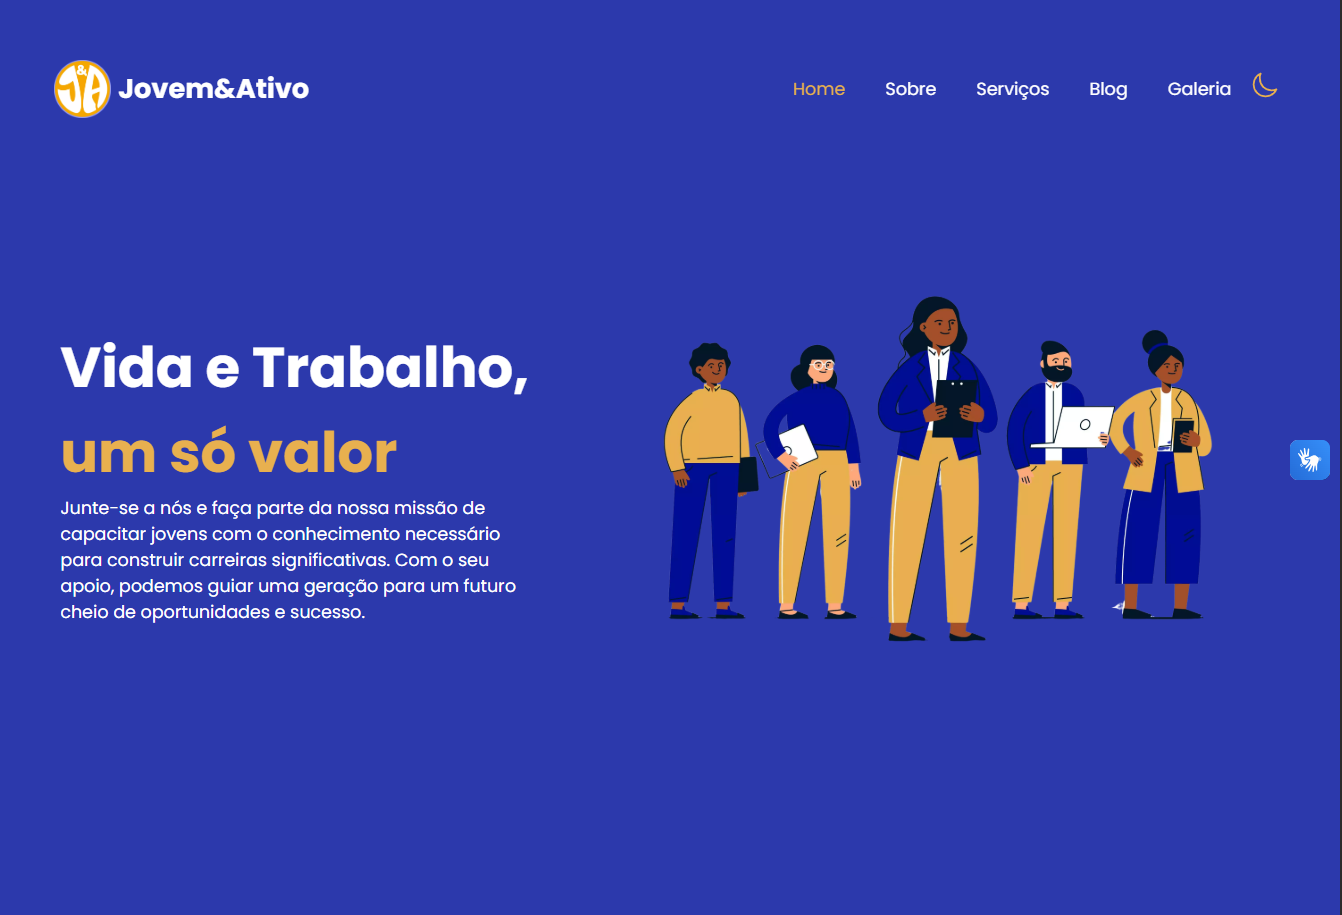 J&A Jovem&Ativo
Home Sobre Serviços Blog Galeria
Vida e Trabalho,
um só valor
Junte-se a nós e faça parte da nossa missão de
capacitar jovens com o conhecimento necessário
para construir carreiras significativas. Com o seu
apoio, podemos guiar uma geração para um futuro
cheio de oportunidades e sucesso.